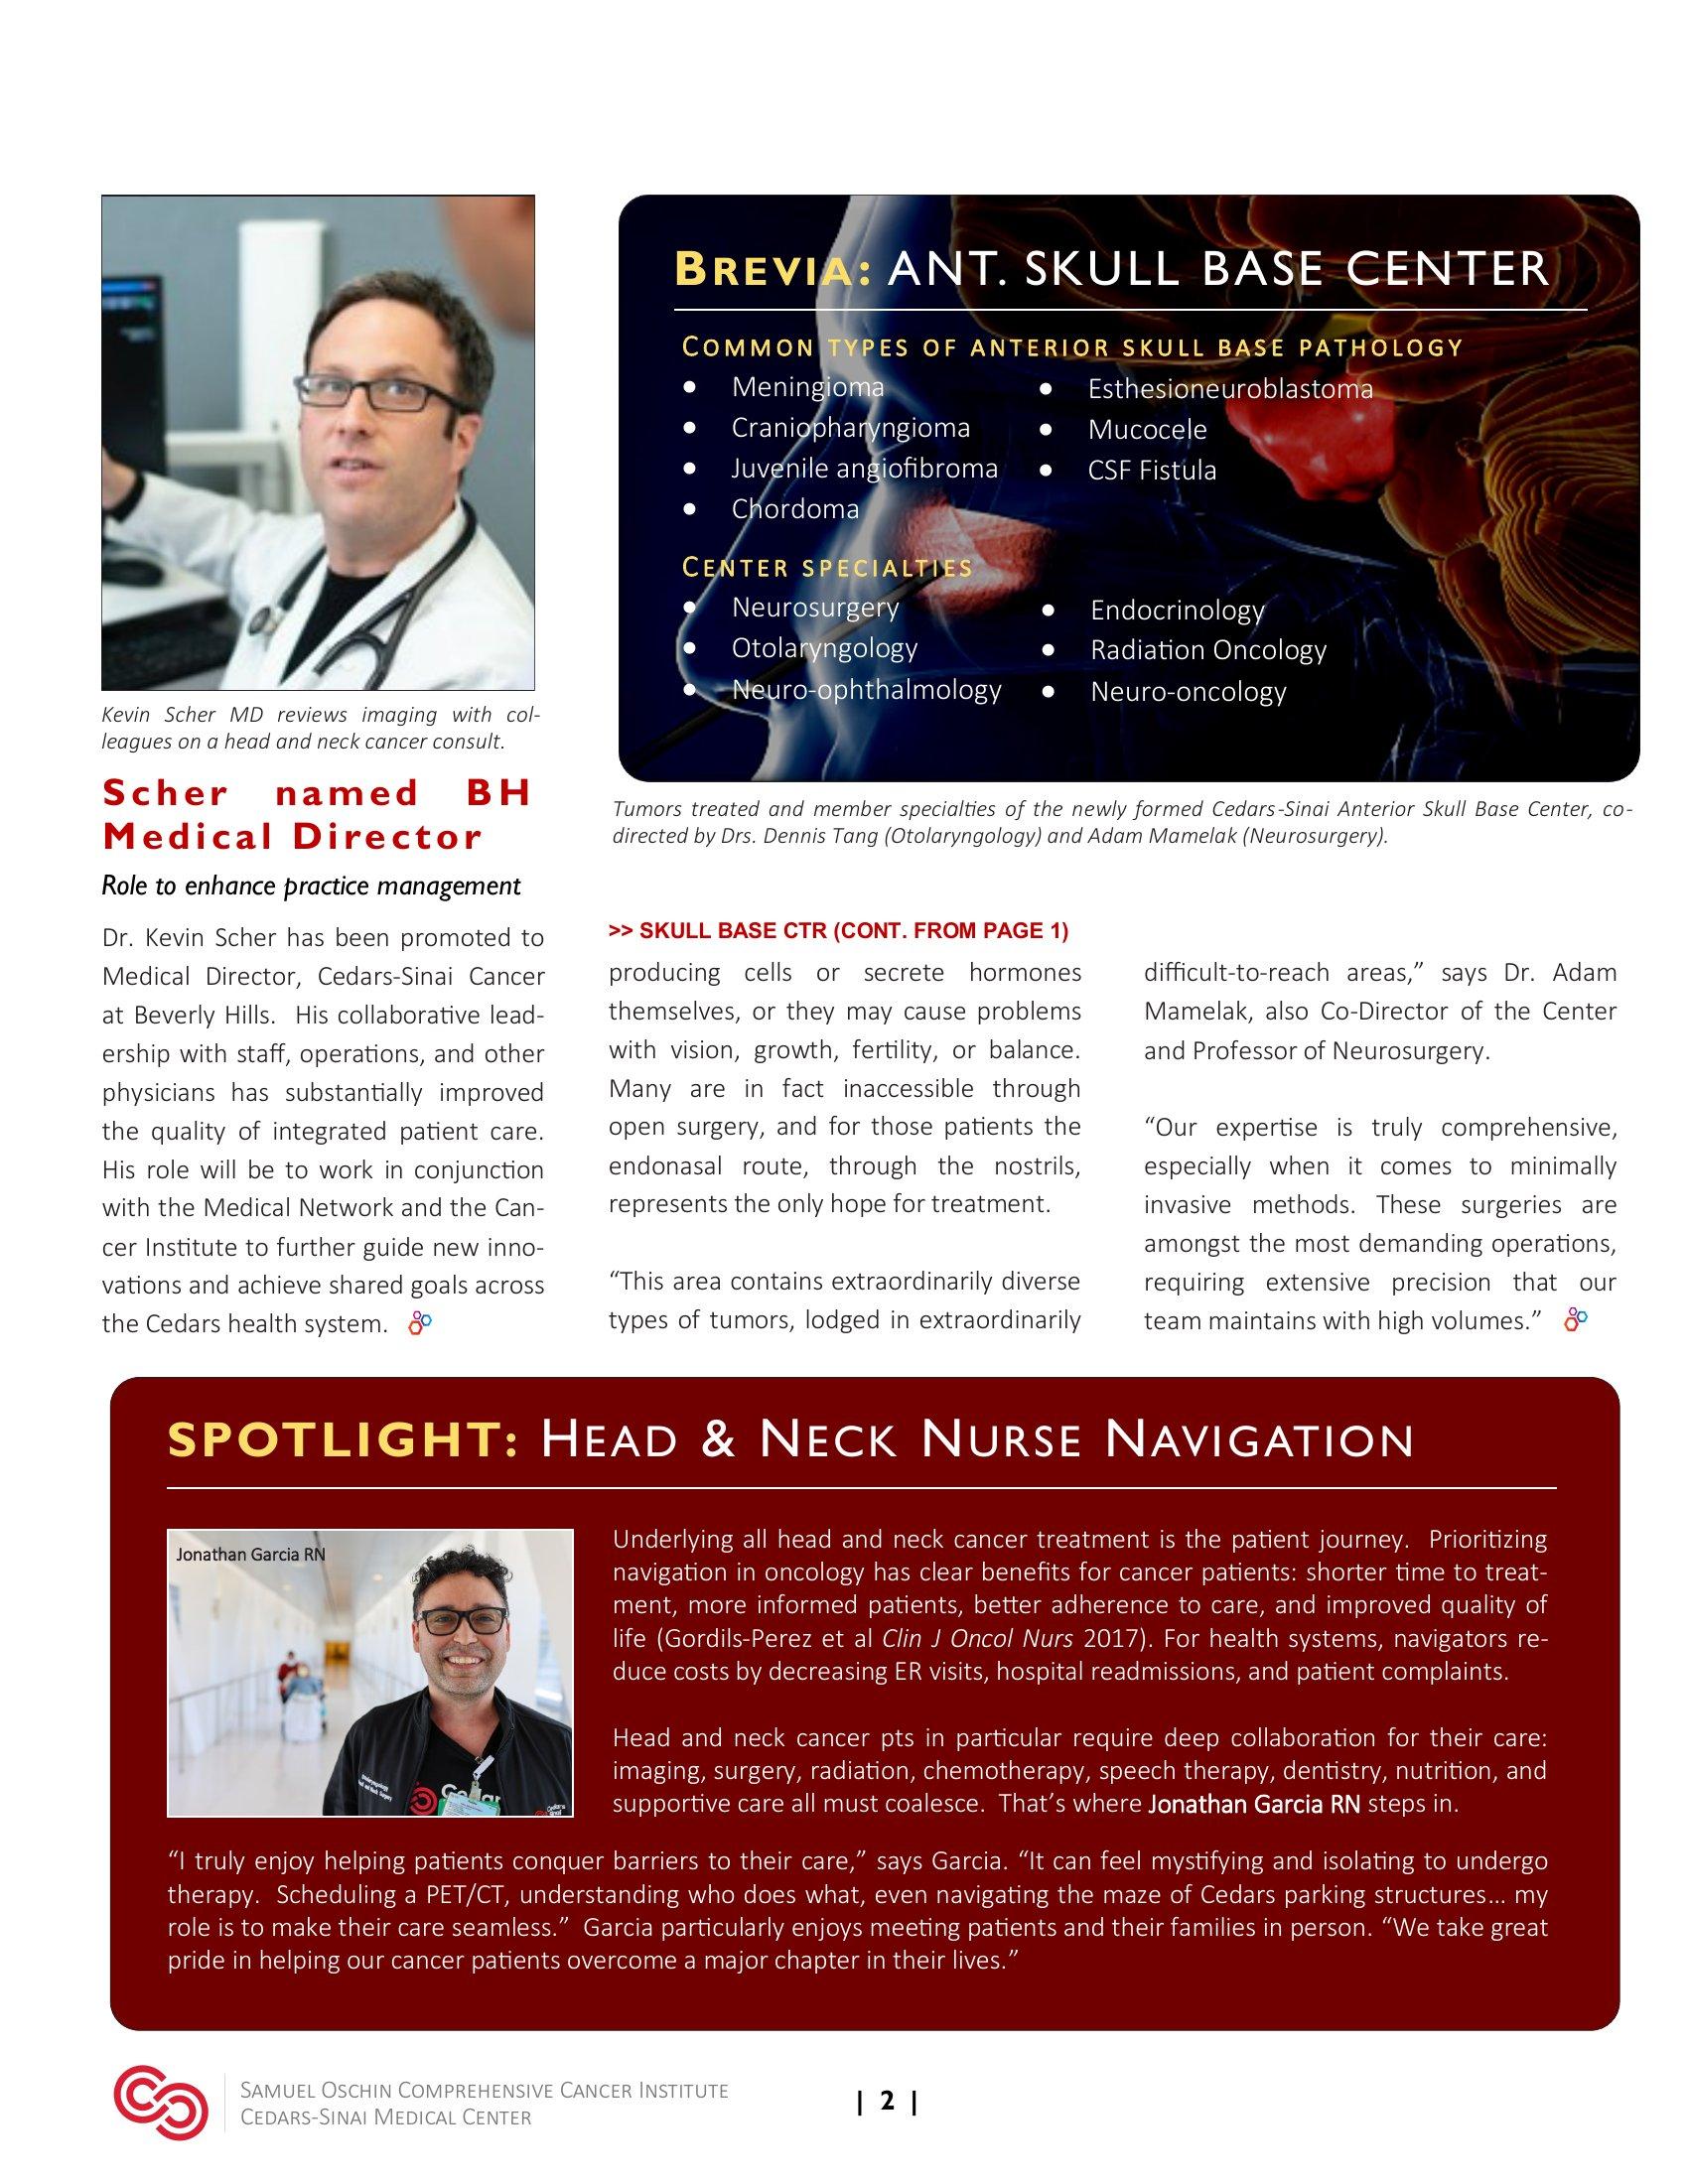 Kevin Scher MD reviews imaging with col-
leagues on a head and neck cancer consult.
Scher named BH
Medical Director
Role to enhance practice management
Dr. Kevin Scher has been promoted to
Medical Director, Cedars-Sinai Cancer
at Beverly Hills. His collaborative lead-
ership with staff, operations, and other
physicians has substantially improved
the quality of integrated patient care.
His role will be to work in conjunction
with the Medical Network and the Can-
cer Institute to further guide new inno-
vations and achieve shared goals across
the Cedars health system.
BREVIA: ANT. SKULL BASE CENTER
COMMON TYPES OF ANTERIOR SKULL BASE PATHOLOGY
• Meningioma
• Craniopharyngioma
• Juvenile angiofibroma
• Chordoma
• Esthesioneuroblastoma
• Mucocele
• CSF Fistula
CENTER SPECIALTIES
• Neurosurgery
• Otolaryngology
• Neuro-ophthalmology
• Endocrinology
• Radiation Oncology
• Neuro-oncology
Tumors treated and member specialties of the newly formed Cedars-Sinai Anterior Skull Base Center, co-
directed by Drs. Dennis Tang (Otolaryngology) and Adam Mamelak (Neurosurgery).
>> SKULL BASE CTR (CONT. FROM PAGE 1)
producing cells or secrete hormones
themselves, or they may cause problems
with vision, growth, fertility, or balance.
Many are in fact inaccessible through
open surgery, and for those patients the
endonasal route, through the nostrils,
represents the only hope for treatment.
“This area contains extraordinarily diverse
types of tumors, lodged in extraordinarily
difficult-to-reach areas,” says Dr. Adam
Mamelak, also Co-Director of the Center
and Professor of Neurosurgery.
“Our expertise is truly comprehensive,
especially when it comes to minimally
invasive methods. These surgeries are
amongst the most demanding operations,
requiring extensive precision that our
team maintains with high volumes.”
SPOTLIGHT: HEAD & NECK NURSE NAVIGATION
Jonathan Garcia RN
Underlying all head and neck cancer treatment is the patient journey. Prioritizing
navigation in oncology has clear benefits for cancer patients: shorter time to treat-
ment, more informed patients, better adherence to care, and improved quality of
life (Gordils-Perez et al Clin J Oncol Nurs 2017). For health systems, navigators re-
duce costs by decreasing ER visits, hospital readmissions, and patient complaints.
Head and neck cancer pts in particular require deep collaboration for their care:
imaging, surgery, radiation, chemotherapy, speech therapy, dentistry, nutrition, and
supportive care all must coalesce. That’s where Jonathan Garcia RN steps in.
“I truly enjoy helping patients conquer barriers to their care,” says Garcia. “It can feel mystifying and isolating to undergo
therapy. Scheduling a PET/CT, understanding who does what, even navigating the maze of Cedars parking structures… my
role is to make their care seamless.” Garcia particularly enjoys meeting patients and their families in person. “We take great
pride in helping our cancer patients overcome a major chapter in their lives.”
SAMUEL OSCHIN COMPREHENSIVE CANCER INSTITUTE
CEDARS-SINAI MEDICAL CENTER
| 2 |